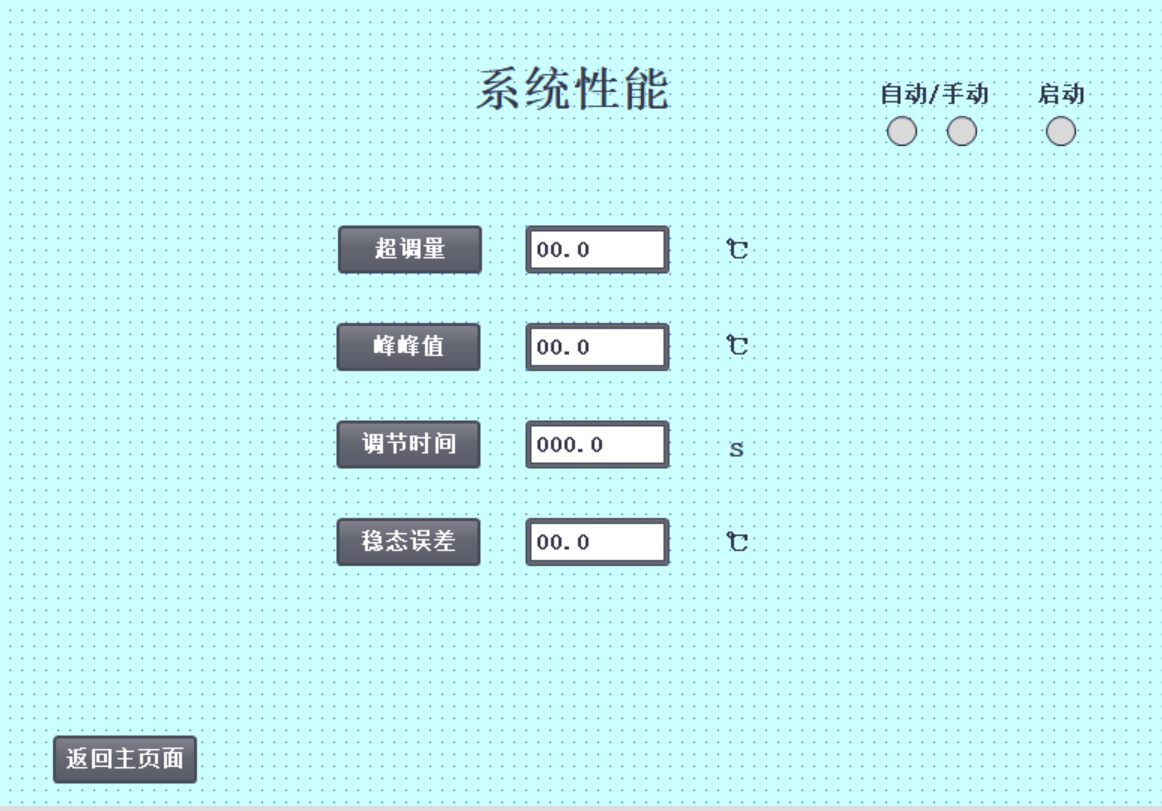 系统性能
自动/手动 启动
超调量 00.0 ℃
峰峰值 00.0 ℃
调节时间 000.0 s
稳态误差 00.0 ℃
返回主页面